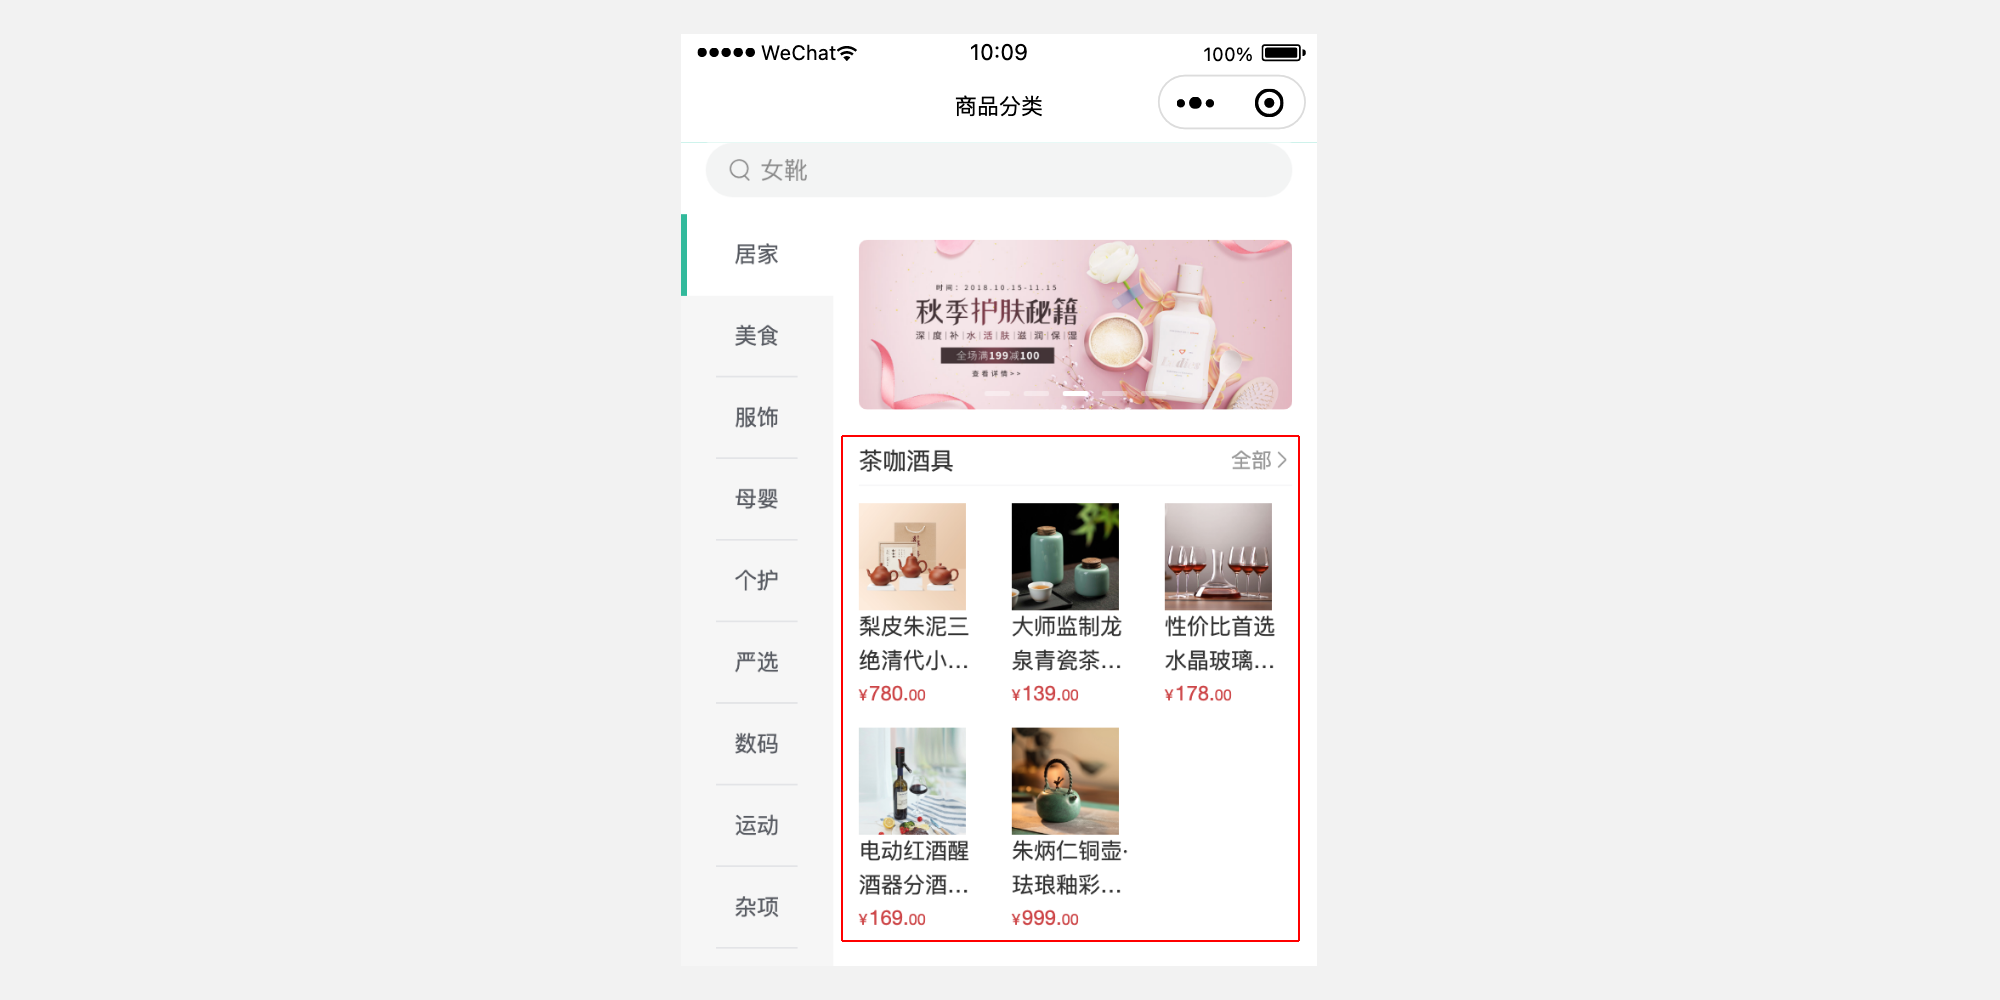 WeChat
10:09
100%
商品分类
女靴
居家
美食
服饰
母婴
个护
严选
数码
运动
杂项
时间：2018.10.15-11.15
秋季护肤秘籍
深度|补|水|活|肤|滋|润|保|湿
全场满199减100
查看详情>>
茶咖酒具
全部
梨皮朱泥三
绝清代小...
¥780.00
大师监制龙
泉青瓷茶...
¥139.00
性价比首选
水晶玻璃...
¥178.00
电动红酒醒
酒器分酒...
¥169.00
朱炳仁铜壶·
珐琅釉彩...
¥999.00